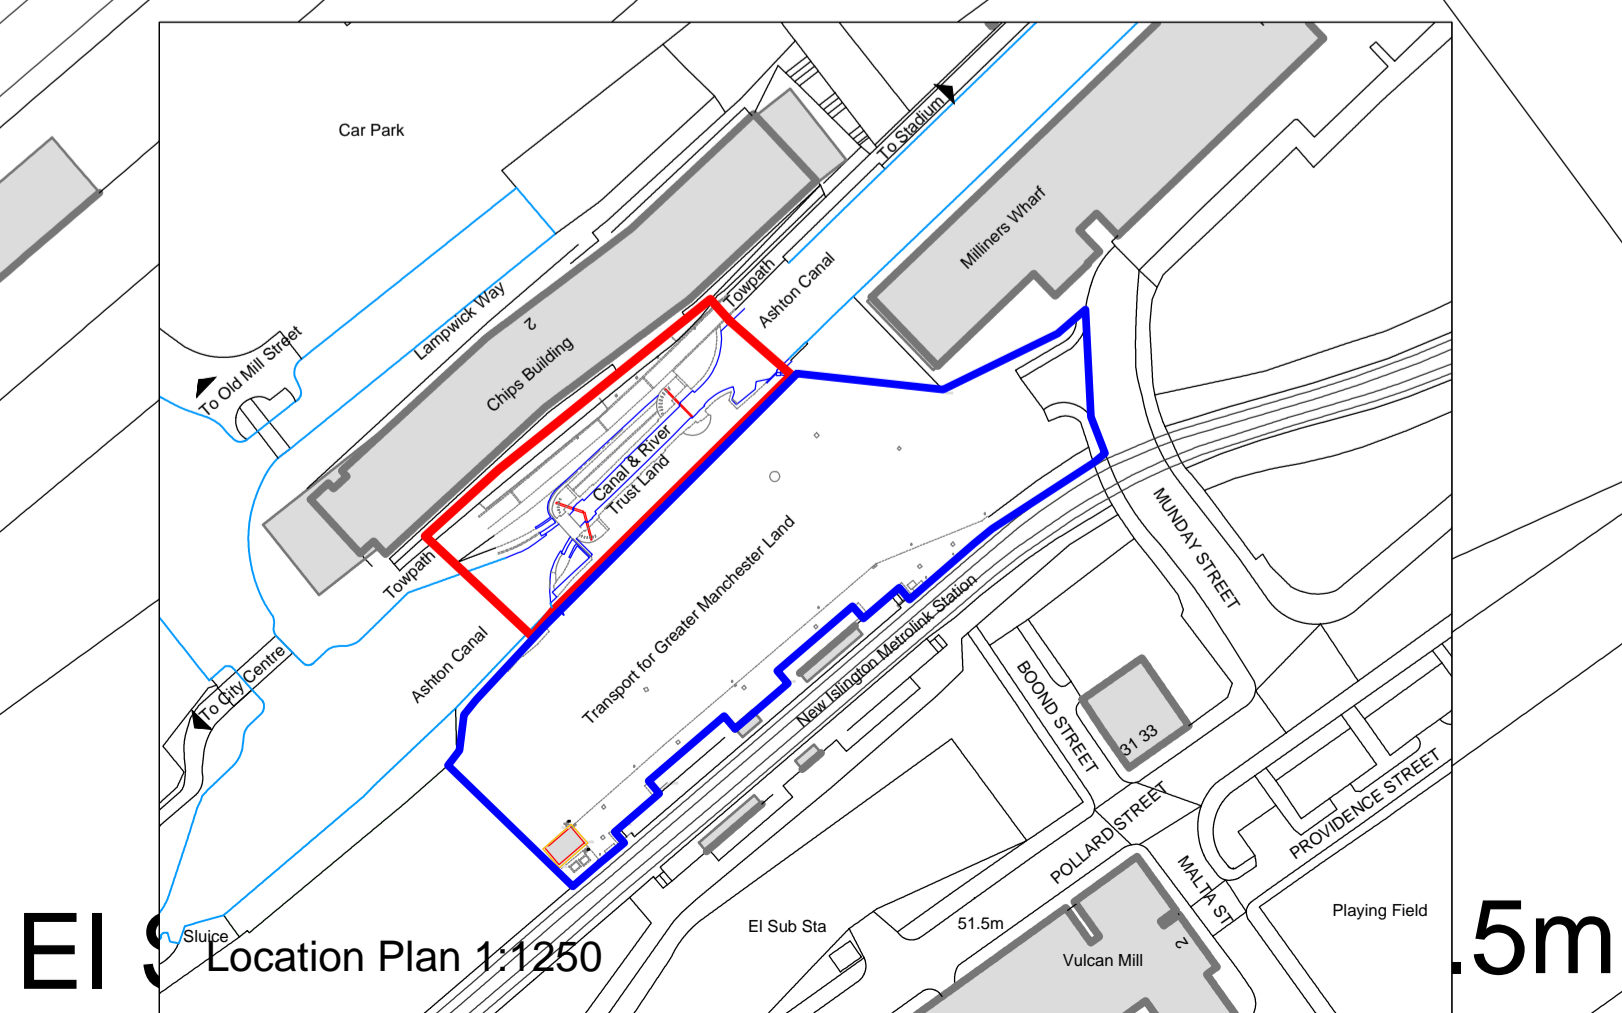 Car Park
To Stadium
Milliners Wharf
Towpath
Ashton Canal
Lampwick Way
2
To Old Mill Street
Chips Building
Canal & River
Trust Land
Transport for Greater Manchester Land
MUNDAY STREET
Towpath
Ashton Canal
To City Centre
New Islington Metrolink Station
BOOND STREET
31 33
POLLARD STREET
PROVIDENCE STREET
MALTA ST
Playing Field
El Sub Sta
51.5m
2
Vulcan Mill
Sluice
Location Plan 1:1250
El S
.5m